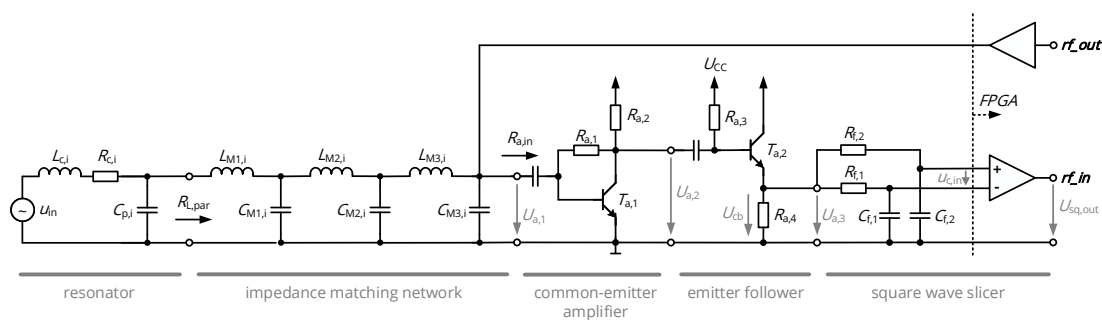 rf_out
U_CC
FPGA
L_c,i
R_c,i
L_M1,i
L_M2,i
L_M3,i
R_a,in
R_a,1
R_a,2
R_a,3
T_a,2
R_f,2
R_f,1
u_c,in
+
-
rf_in
~
u_in
C_p,i
R_L,par
C_M1,i
C_M2,i
C_M3,i
U_a,1
T_a,1
U_a,2
U_cb
R_a,4
U_a,3
C_f,1
C_f,2
U_sq,out
resonator
impedance matching network
common-emitter
amplifier
emitter follower
square wave slicer